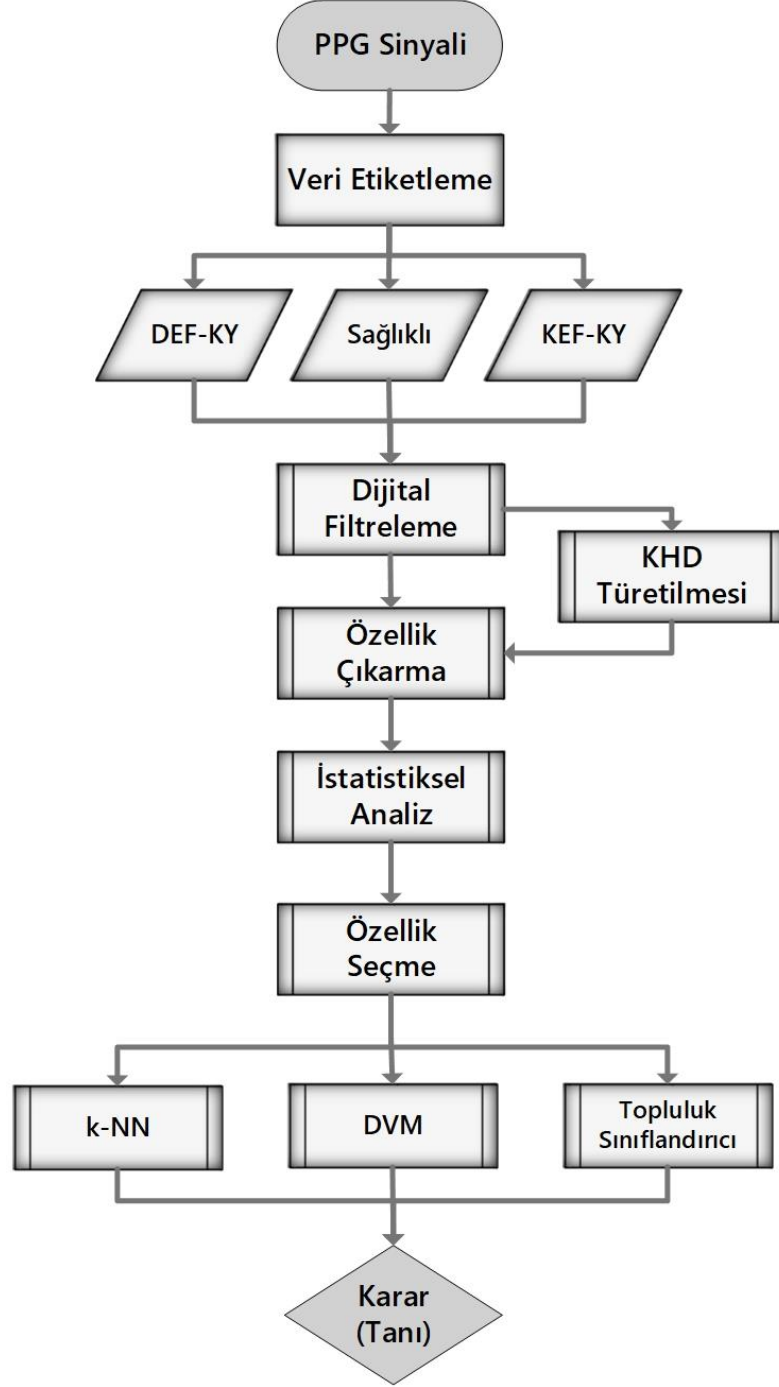 PPG Sinyali
Veri Etiketleme
DEF-KY
Sağlıklı
KEF-KY
Dijital
Filtreleme
KHD
Türetilmesi
Özellik
Çıkarma
İstatistiksel
Analiz
Özellik
Seçme
k-NN
DVM
Topluluk
Sınıflandırıcı
Karar
(Tanı)